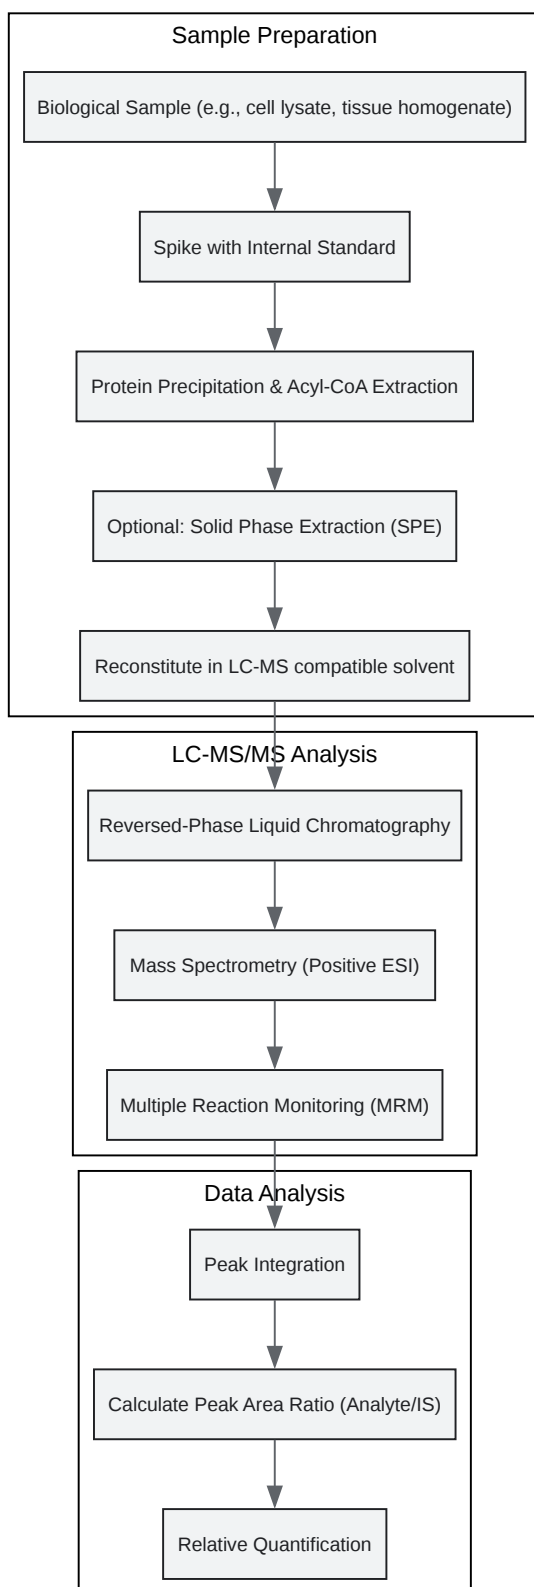 Sample Preparation
Biological Sample (e.g., cell lysate, tissue homogenate)
Spike with Internal Standard
Protein Precipitation & Acyl-CoA Extraction
Optional: Solid Phase Extraction (SPE)
Reconstitute in LC-MS compatible solvent
LC-MS/MS Analysis
Reversed-Phase Liquid Chromatography
Mass Spectrometry (Positive ESI)
Multiple Reaction Monitoring (MRM)
Data Analysis
Peak Integration
Calculate Peak Area Ratio (Analyte/IS)
Relative Quantification